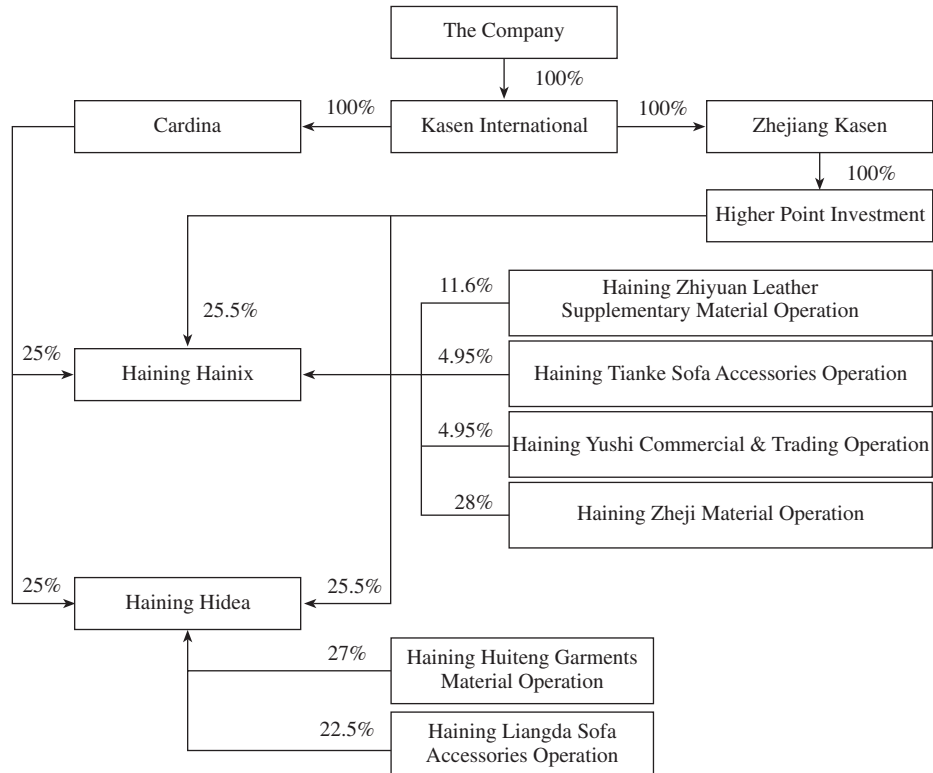 The Company
100%
Cardina
100%
Kasen International
100%
Zhejiang Kasen
100%
Higher Point Investment
25.5%
11.6%
Haining Zhiyuan Leather
Supplementary Material Operation
25%
Haining Hainix
4.95%
Haining Tianke Sofa Accessories Operation
4.95%
Haining Yushi Commercial & Trading Operation
28%
Haining Zheji Material Operation
25%
Haining Hidea
25.5%
27%
Haining Huiteng Garments
Material Operation
22.5%
Haining Liangda Sofa
Accessories Operation